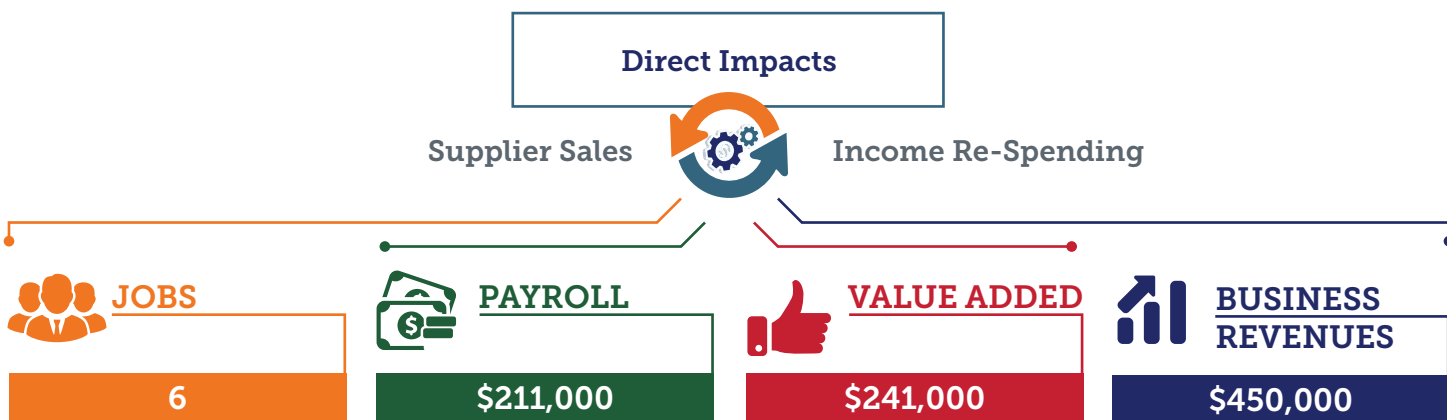 Direct Impacts
Supplier Sales
Income Re-Spending
JOBS
6
PAYROLL
$
$211,000
VALUE ADDED
$241,000
BUSINESS
REVENUES
$450,000